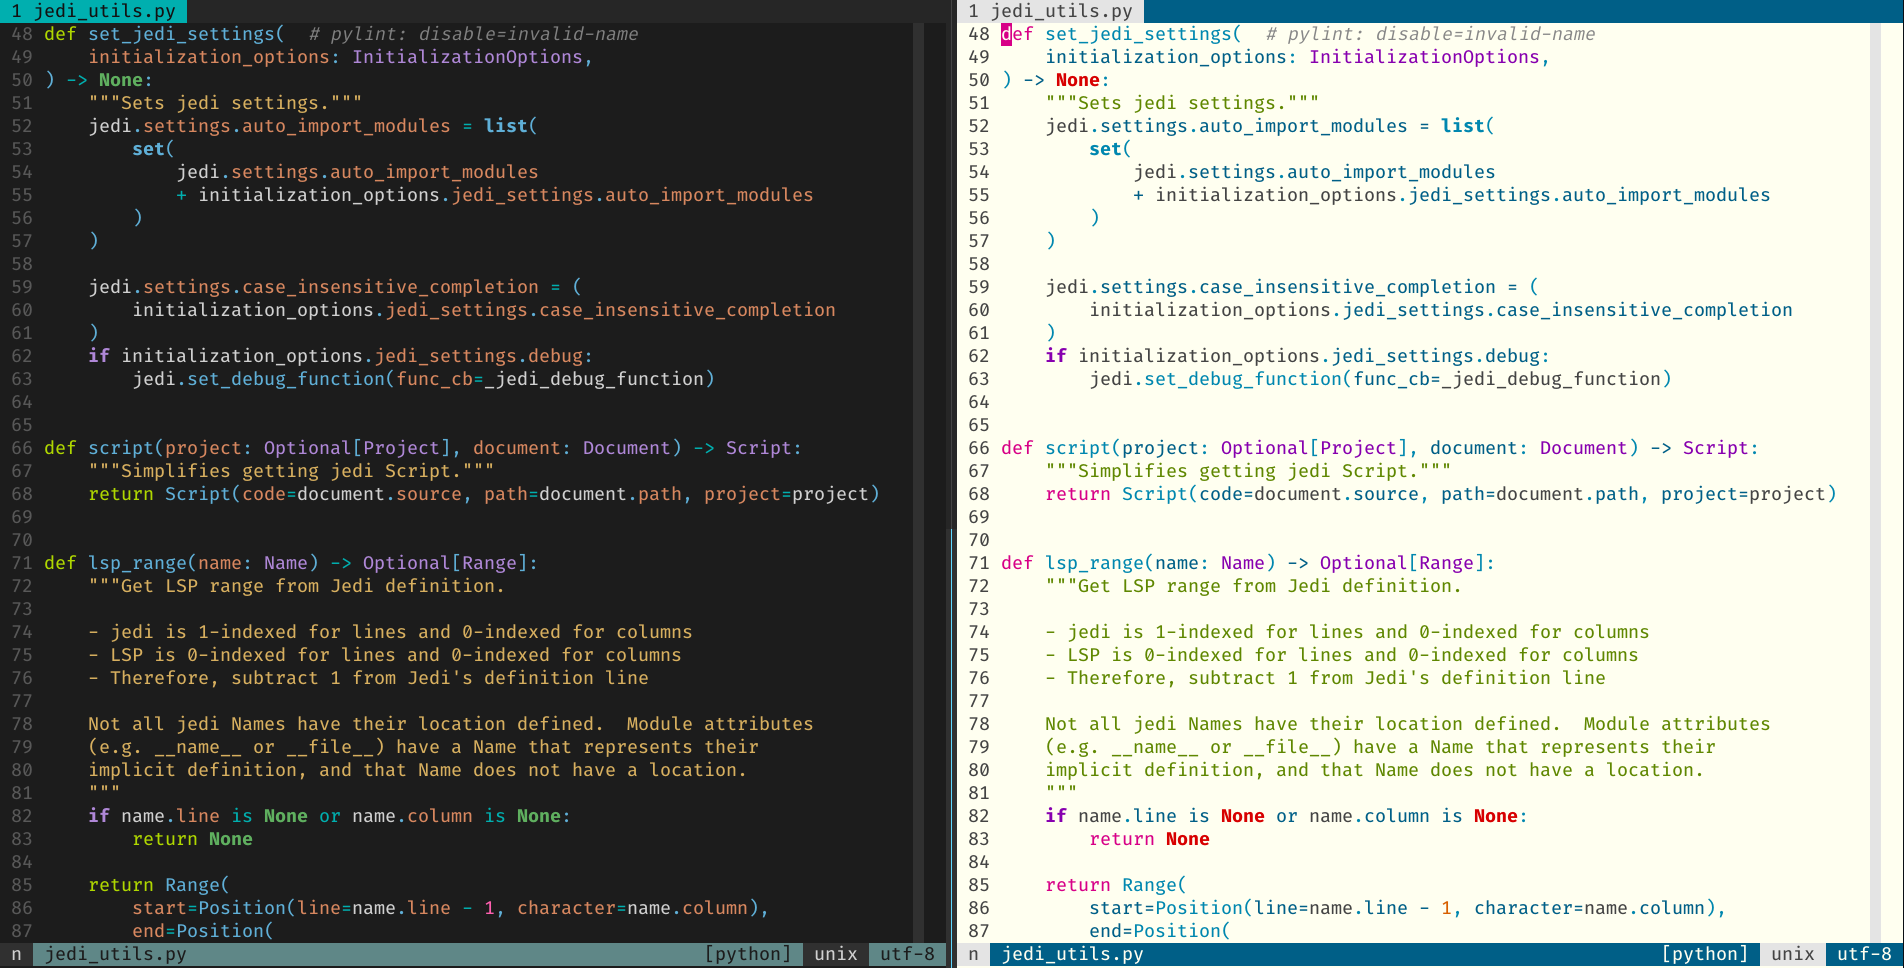 1 jedi_utils.py
48 def set_jedi_settings(  # pylint: disable=invalid-name
49     initialization_options: InitializationOptions,
50 ) -> None:
51     """Sets jedi settings."""
52     jedi.settings.auto_import_modules = list(
53         set(
54             jedi.settings.auto_import_modules
55             + initialization_options.jedi_settings.auto_import_modules
56         )
57     )
58
59     jedi.settings.case_insensitive_completion = (
60         initialization_options.jedi_settings.case_insensitive_completion
61     )
62     if initialization_options.jedi_settings.debug:
63         jedi.set_debug_function(func_cb=_jedi_debug_function)
64
65
66 def script(project: Optional[Project], document: Document) -> Script:
67     """Simplifies getting jedi Script."""
68     return Script(code=document.source, path=document.path, project=project)
69
70
71 def lsp_range(name: Name) -> Optional[Range]:
72     """Get LSP range from Jedi definition.
73
74     - jedi is 1-indexed for lines and 0-indexed for columns
75     - LSP is 0-indexed for lines and 0-indexed for columns
76     - Therefore, subtract 1 from Jedi's definition line
77
78     Not all jedi Names have their location defined.  Module attributes
79     (e.g. __name__ or __file__) have a Name that represents their
80     implicit definition, and that Name does not have a location.
81     """
82     if name.line is None or name.column is None:
83         return None
84
85     return Range(
86         start=Position(line=name.line - 1, character=name.column),
87         end=Position(
n jedi_utils.py [python] unix utf-8
1 jedi_utils.py
48 def set_jedi_settings(  # pylint: disable=invalid-name
49     initialization_options: InitializationOptions,
50 ) -> None:
51     """Sets jedi settings."""
52     jedi.settings.auto_import_modules = list(
53         set(
54             jedi.settings.auto_import_modules
55             + initialization_options.jedi_settings.auto_import_modules
56         )
57     )
58
59     jedi.settings.case_insensitive_completion = (
60         initialization_options.jedi_settings.case_insensitive_completion
61     )
62     if initialization_options.jedi_settings.debug:
63         jedi.set_debug_function(func_cb=_jedi_debug_function)
64
65
66 def script(project: Optional[Project], document: Document) -> Script:
67     """Simplifies getting jedi Script."""
68     return Script(code=document.source, path=document.path, project=project)
69
70
71 def lsp_range(name: Name) -> Optional[Range]:
72     """Get LSP range from Jedi definition.
73
74     - jedi is 1-indexed for lines and 0-indexed for columns
75     - LSP is 0-indexed for lines and 0-indexed for columns
76     - Therefore, subtract 1 from Jedi's definition line
77
78     Not all jedi Names have their location defined.  Module attributes
79     (e.g. __name__ or __file__) have a Name that represents their
80     implicit definition, and that Name does not have a location.
81     """
82     if name.line is None or name.column is None:
83         return None
84
85     return Range(
86         start=Position(line=name.line - 1, character=name.column),
87         end=Position(
n jedi_utils.py [python] unix utf-8